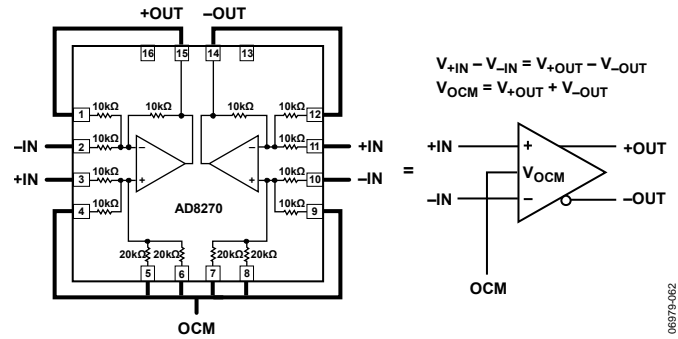 +OUT –OUT
16 15 14 13
10kΩ 10kΩ 10kΩ 10kΩ
1 12
–IN 2 10kΩ – – 10kΩ 11 +IN
+IN 3 10kΩ + + 10kΩ 10 –IN
4 10kΩ AD8270 10kΩ 9
20kΩ 20kΩ 20kΩ 20kΩ
5 6 7 8
OCM
=
V+IN – V–IN = V+OUT – V–OUT
VOCM = V+OUT + V–OUT
+IN + +OUT
VOCM
–IN – –OUT
OCM
06979-062